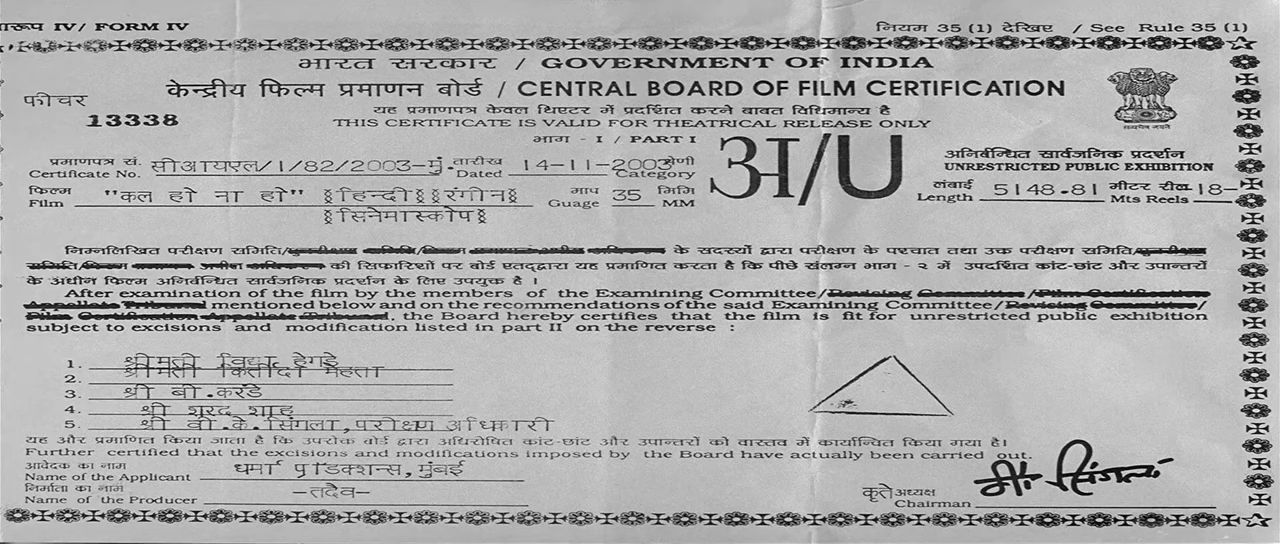 ारूप IV/ FORM IV नियम 35 (1) देखिए / See Rule 35 (1)
भारत सरकार / GOVERNMENT OF INDIA
केन्द्रीय फिल्म प्रमाणन बोर्ड / CENTRAL BOARD OF FILM CERTIFICATION
फीचर
13338
यह प्रमाणपत्र केवल थिएटर में प्रदर्शित करने बाबत विधिमान्य है
THIS CERTIFICATE IS VALID FOR THEATRICAL RELEASE ONLY
भाग - I / PART I
सत्यमेव जयते
प्रमाणपत्र सं. सीआयएल/1/82/2003-मुं. तारीख 14-11-2003 श्रेणी अ/U अनिर्बन्धित सार्वजनिक प्रदर्शन
Certificate No. Dated Category UNRESTRICTED PUBLIC EXHIBITION
फिल्म "कल हो ना हो" §हिन्दी§§रंगीन§ माप 35 मिमि लंबाई 5148.81 मीटर रील 18-
Film Guage MM Length Mts Reels
§सिनेमास्कोप§
निम्नलिखित परीक्षण समिति/ के सदस्यों द्वारा परीक्षण के पश्चात तथा उक्त परीक्षण समिति/
की सिफारिशों पर बोर्ड एतद्द्वारा यह प्रमाणित करता है कि पीछे संलग्न भाग - २ में उपदर्शित कांट-छांट और उपान्तरों
के अधीन फिल्म अनिर्बन्धित सार्वजनिक प्रदर्शन के लिए उपयुक्त है ।
After examination of the film by the members of the Examining Committee/Revising Committee/Film Certification
Appellate Tribunal mentioned below and on the recommendations of the said Examining Committee/Revising Committee/
Film Certification Appellate Tribunal, the Board hereby certifies that the film is fit for unrestricted public exhibition
subject to excisions and modification listed in part II on the reverse :
1. श्रीमती विद्या हेगडे
2. श्रीमती मेहता
3. श्री बी.करंडे
4. श्री शरद शाह
5. श्री वी.के.सिंगला, परीक्षण अधिकारी
यह और प्रमाणित किया जाता है कि उपरोक्त बोर्ड द्वारा अधिरोपित कांट-छांट और उपान्तरों को वास्तव में कार्यान्वित किया गया है।
Further certified that the excisions and modifications imposed by the Board have actually been carried out.
आवेदक का नाम धर्मा प्रॉडक्शन्स, मुंबई
Name of the Applicant
निर्माता का नाम -तदैव-
Name of the Producer
कृते अध्यक्ष
Chairman